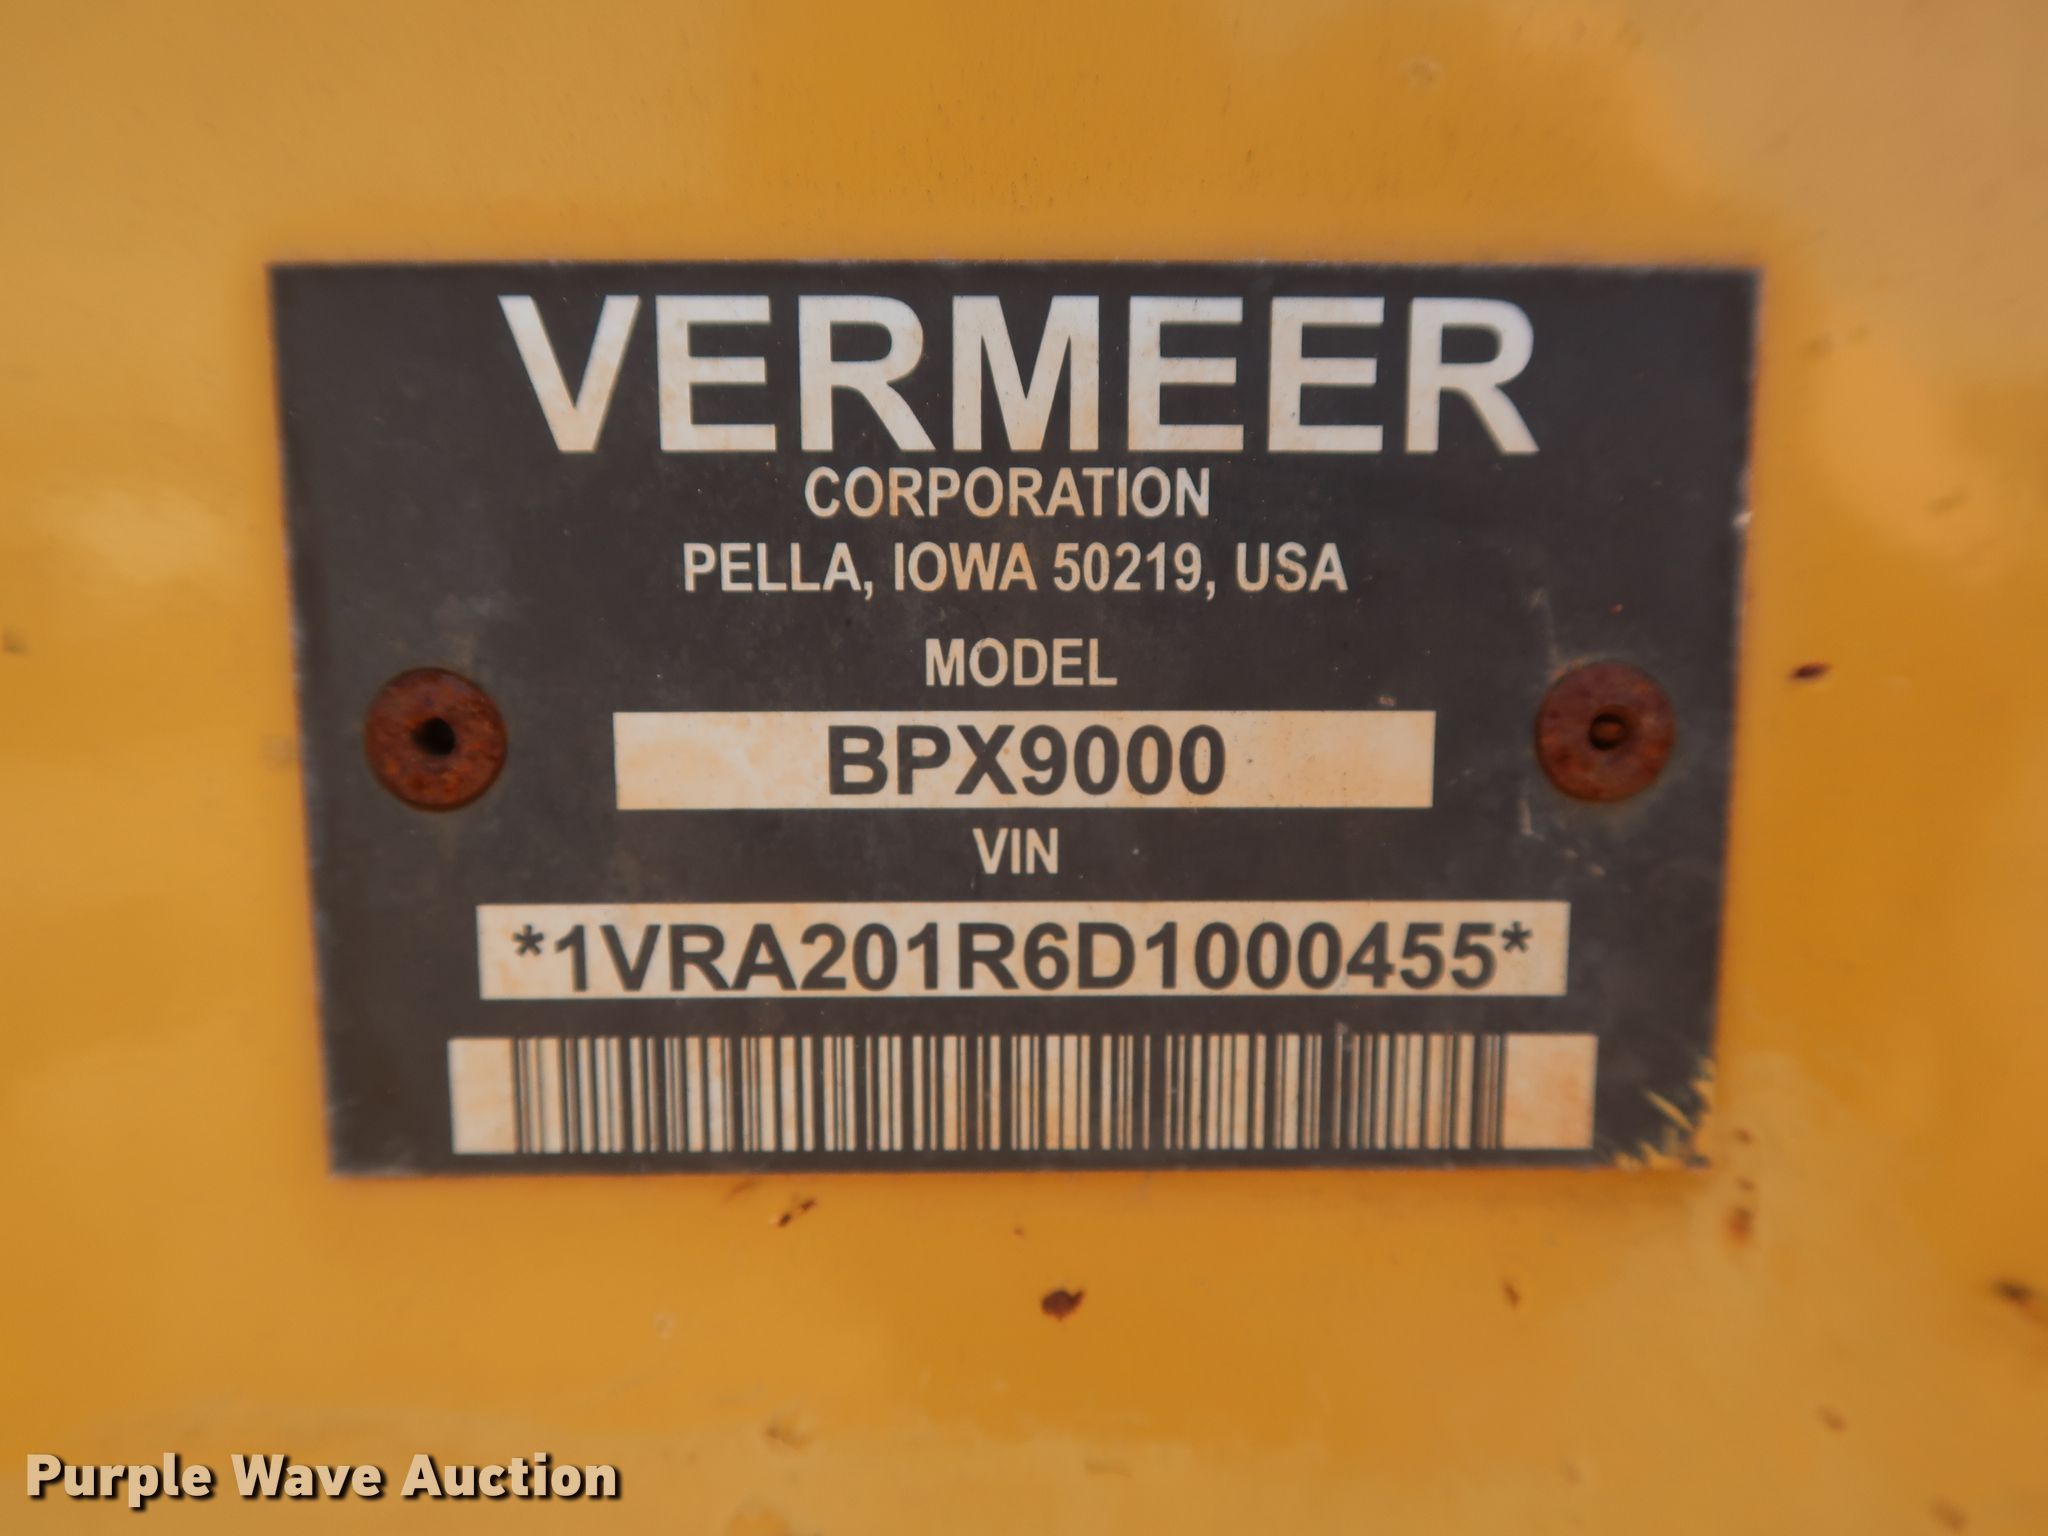 VERMEER
CORPORATION
PELLA, IOWA 50219, USA
MODEL
BPX9000
VIN
*1VRA201R6D1000455*
Purple Wave Auction